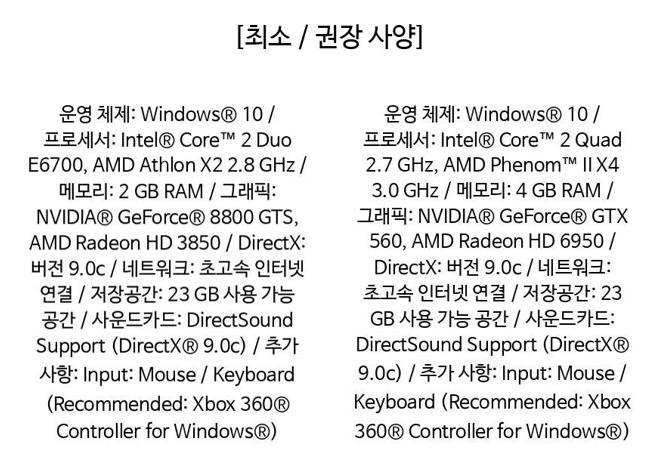 [최소 / 권장 사양]
운영 체제: Windows® 10 /
프로세서: Intel® Core™ 2 Duo
E6700, AMD Athlon X2 2.8 GHz /
메모리: 2 GB RAM / 그래픽:
NVIDIA® GeForce® 8800 GTS,
AMD Radeon HD 3850 / DirectX:
버전 9.0c / 네트워크: 초고속 인터넷
연결 / 저장공간: 23 GB 사용 가능
공간 / 사운드카드: DirectSound
Support (DirectX® 9.0c) / 추가
사항: Input: Mouse / Keyboard
(Recommended: Xbox 360®
Controller for Windows®)
운영 체제: Windows® 10 /
프로세서: Intel® Core™ 2 Quad
2.7 GHz, AMD Phenom™ II X4
3.0 GHz / 메모리: 4 GB RAM /
그래픽: NVIDIA® GeForce® GTX
560, AMD Radeon HD 6950 /
DirectX: 버전 9.0c / 네트워크:
초고속 인터넷 연결 / 저장공간: 23
GB 사용 가능 공간 / 사운드카드:
DirectSound Support (DirectX®
9.0c) / 추가 사항: Input: Mouse /
Keyboard (Recommended: Xbox
360® Controller for Windows®)